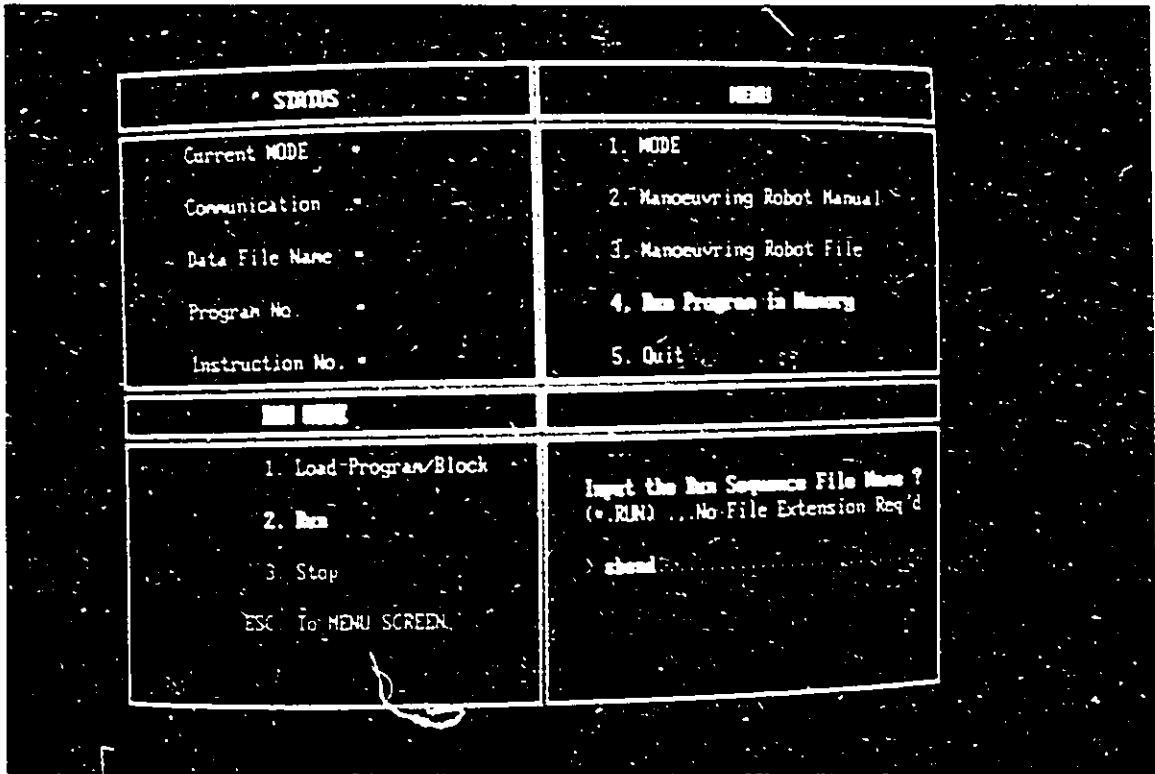 STATUS
Current MODE =
Communication =
Data File Name =
Program No. =
Instruction No. =
MENU
1. MODE
2. Manoeuvring Robot Manual
3. Manoeuvring Robot File
4. Run Program in Memory
5. Quit
RUN MODE
1. Load Program/Block
2. Run
3. Stop
ESC. To MENU SCREEN.
Input the Run Sequence File Name ?
(*.RUN) ...No File Extension Req'd
>